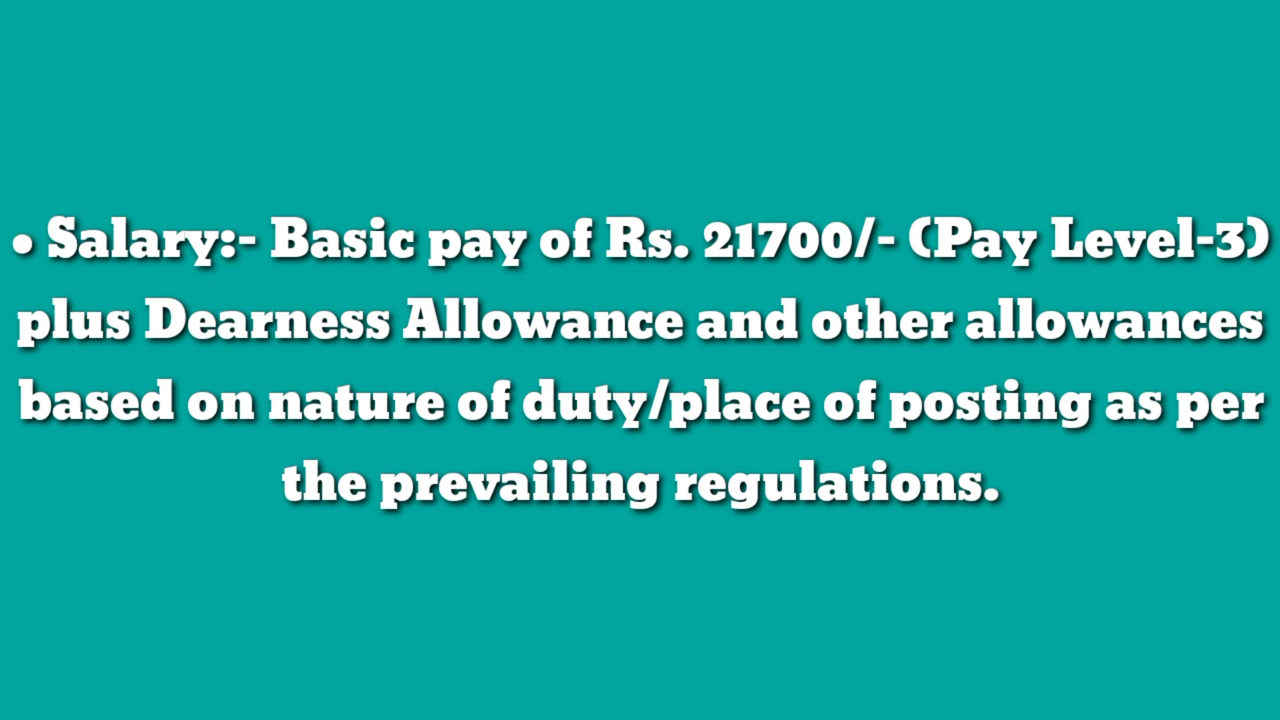 • Salary:- Basic pay of Rs. 21700/- (Pay Level-3)
plus Dearness Allowance and other allowances
based on nature of duty/place of posting as per
the prevailing regulations.